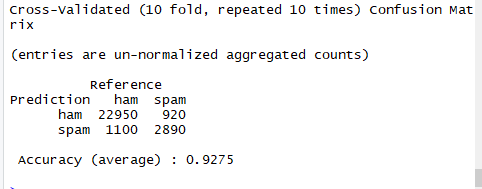 Cross-Validated (10 fold, repeated 10 times) Confusion Mat
rix
(entries are un-normalized aggregated counts)
Reference
Prediction ham spam
ham 22950 920
spam 1100 2890
Accuracy (average) : 0.9275